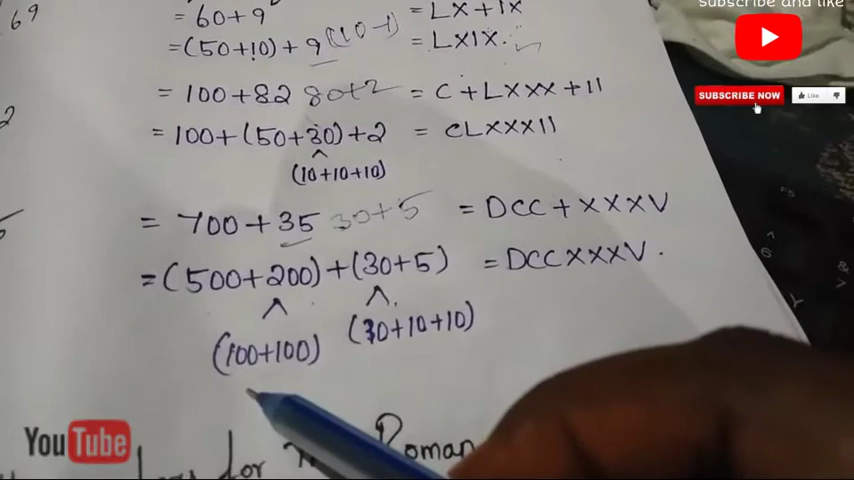 69
= 60+9 = LX+IX
=(50+10)+9(10-1) = LXIX.
= 100+82 80+2 = C+LXXX+II
2
= 100+(50+30)+2 = CLXXXII
(10+10+10)
= 700+35 30+5 = DCC+XXXV
=(500+200)+(30+5) = DCCXXXV.
(100+100) (10+10+10)
for Roman
Subscribe and like
SUBSCRIBE NOW
Like
YouTube